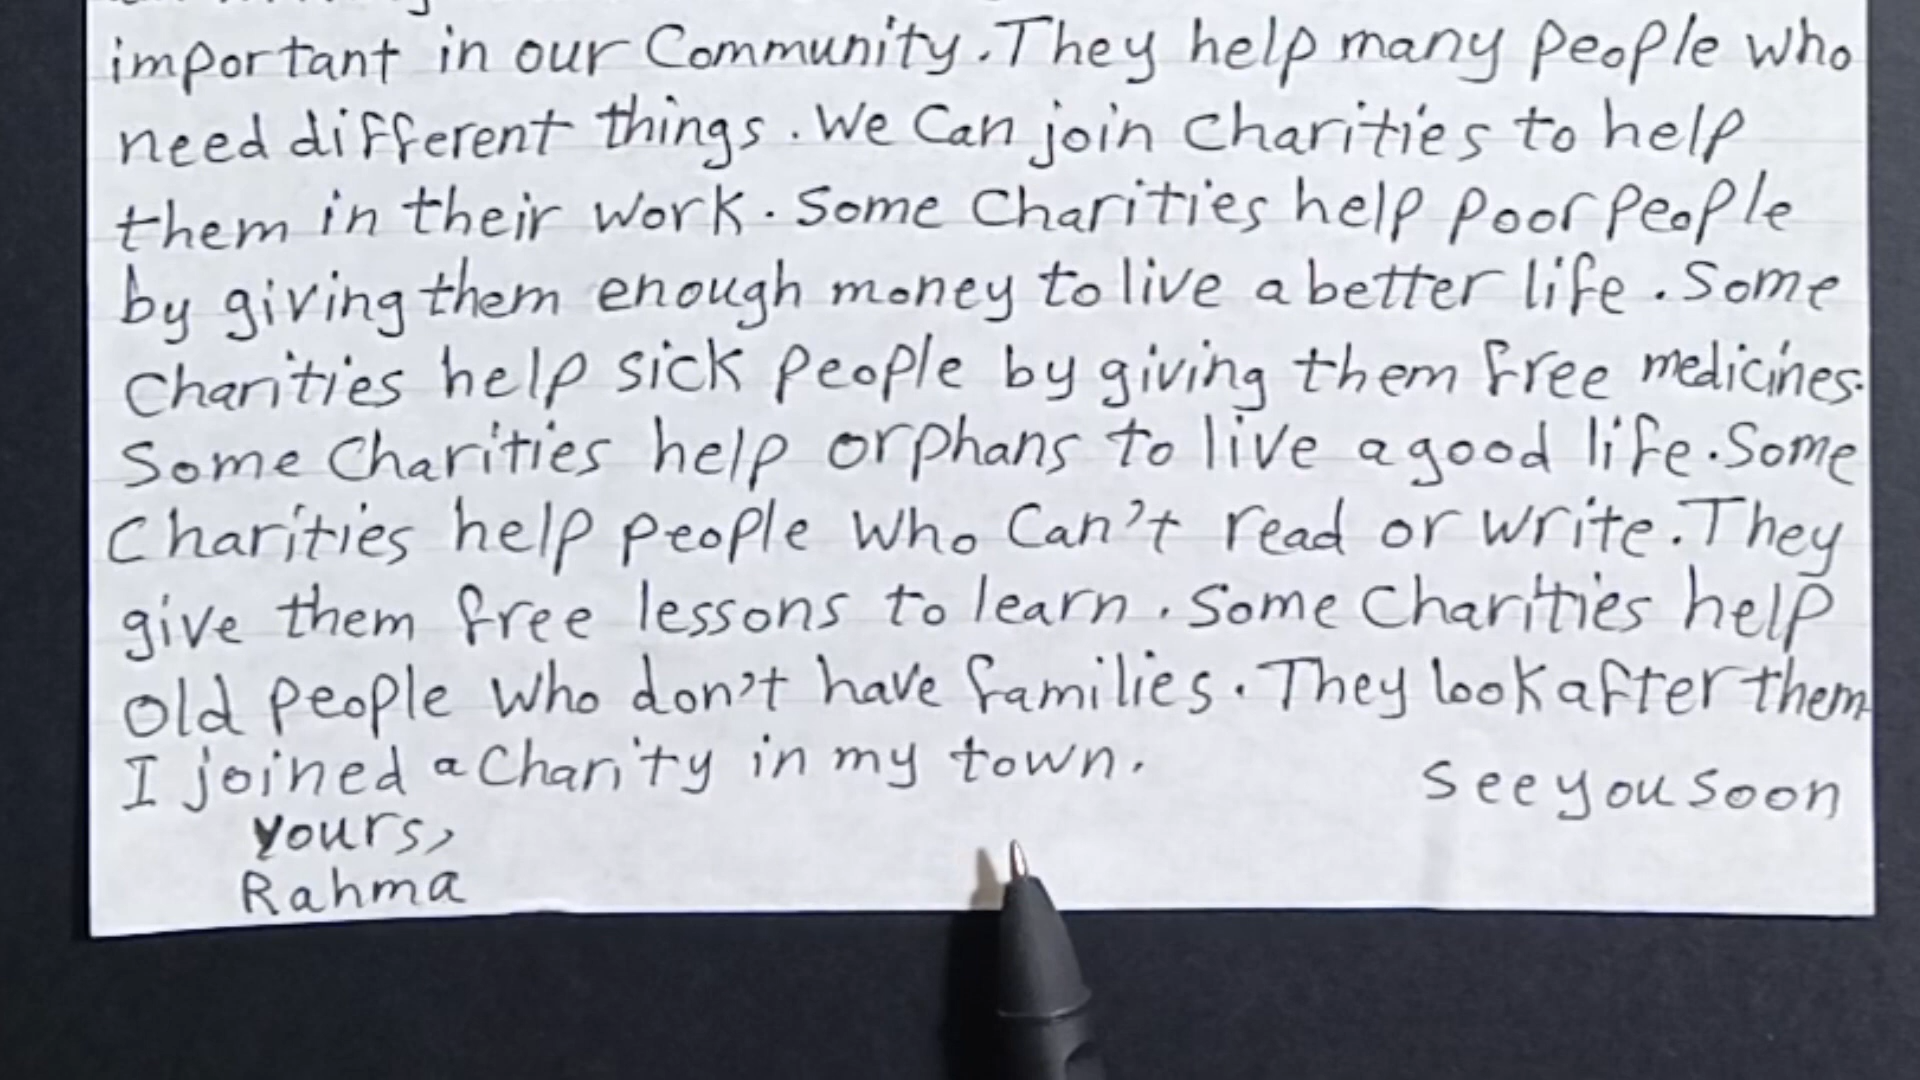 important in our Community. They help many people who
need different things. We Can join Charities to help
them in their work. Some Charities help poor people
by giving them enough money to live a better life. Some
Charities help sick people by giving them free medicines.
Some Charities help orphans to live a good life. Some
Charities help people who Can't read or write. They
give them free lessons to learn. Some Charities help
old people who don't have families. They look after them
I joined a Charity in my town.
See you soon
yours,
Rahma